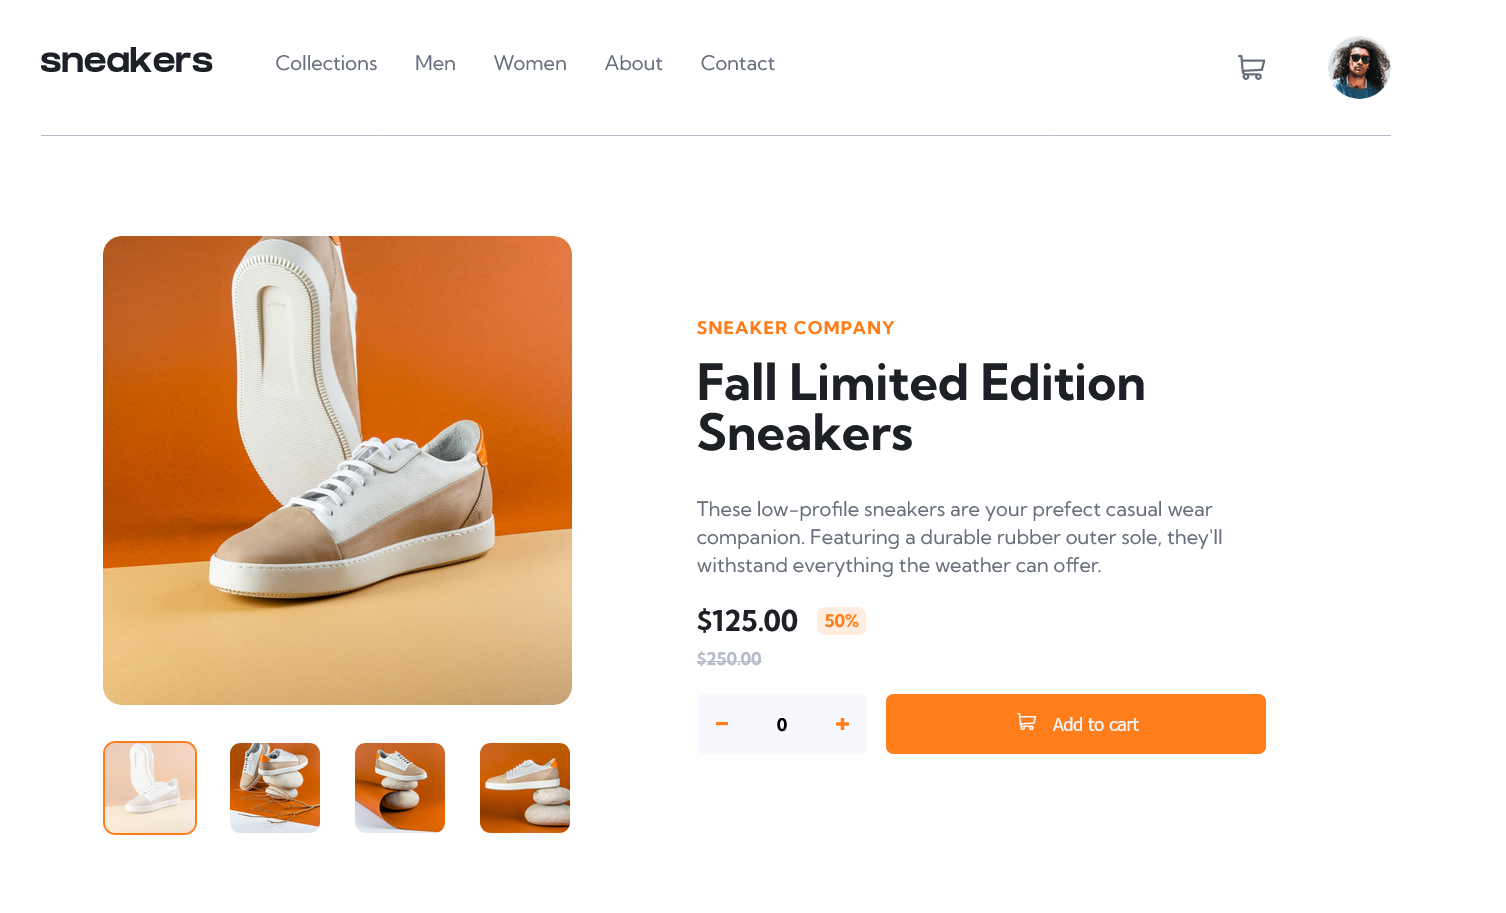 sneakers
Collections Men Women About Contact
SNEAKER COMPANY
Fall Limited Edition
Sneakers
These low-profile sneakers are your prefect casual wear
companion. Featuring a durable rubber outer sole, they'll
withstand everything the weather can offer.
$125.00 50%
$250.00
- 0 + Add to cart